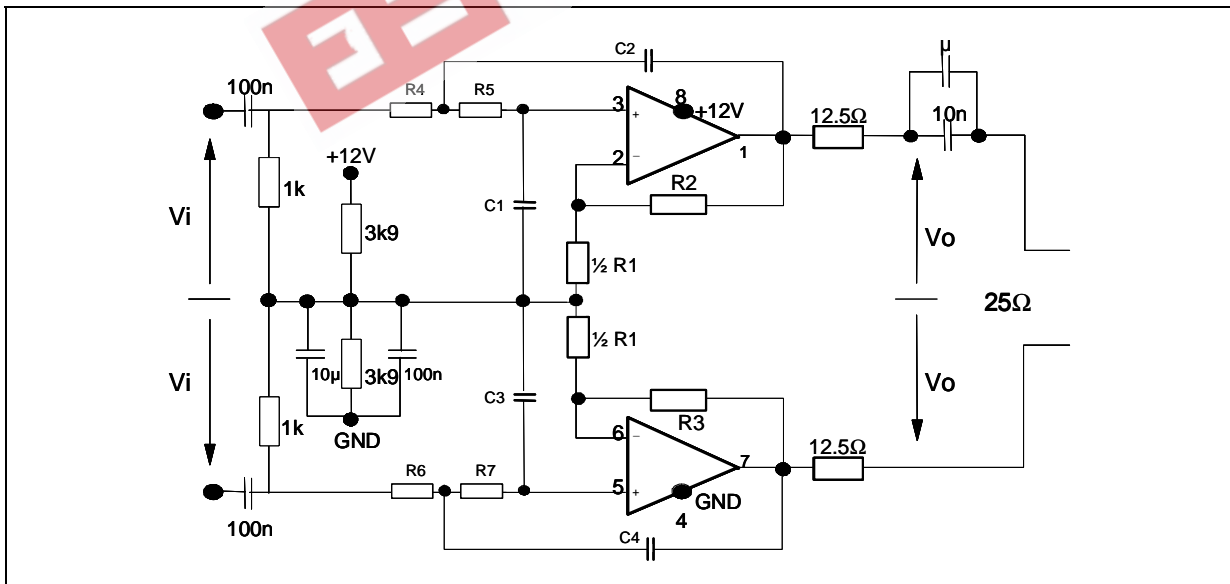 µ
C2
100n
R4
R5
3
+
8
+12V
12.5Ω
10n
1
+12V
2
−
R2
1k
Vi
3k9
C1
½ R1
Vo
25Ω
½ R1
10µ
3k9
100n
Vi
C3
Vo
1k
GND
R3
6
−
12.5Ω
7
R6
R7
5
+
GND
4
100n
C4